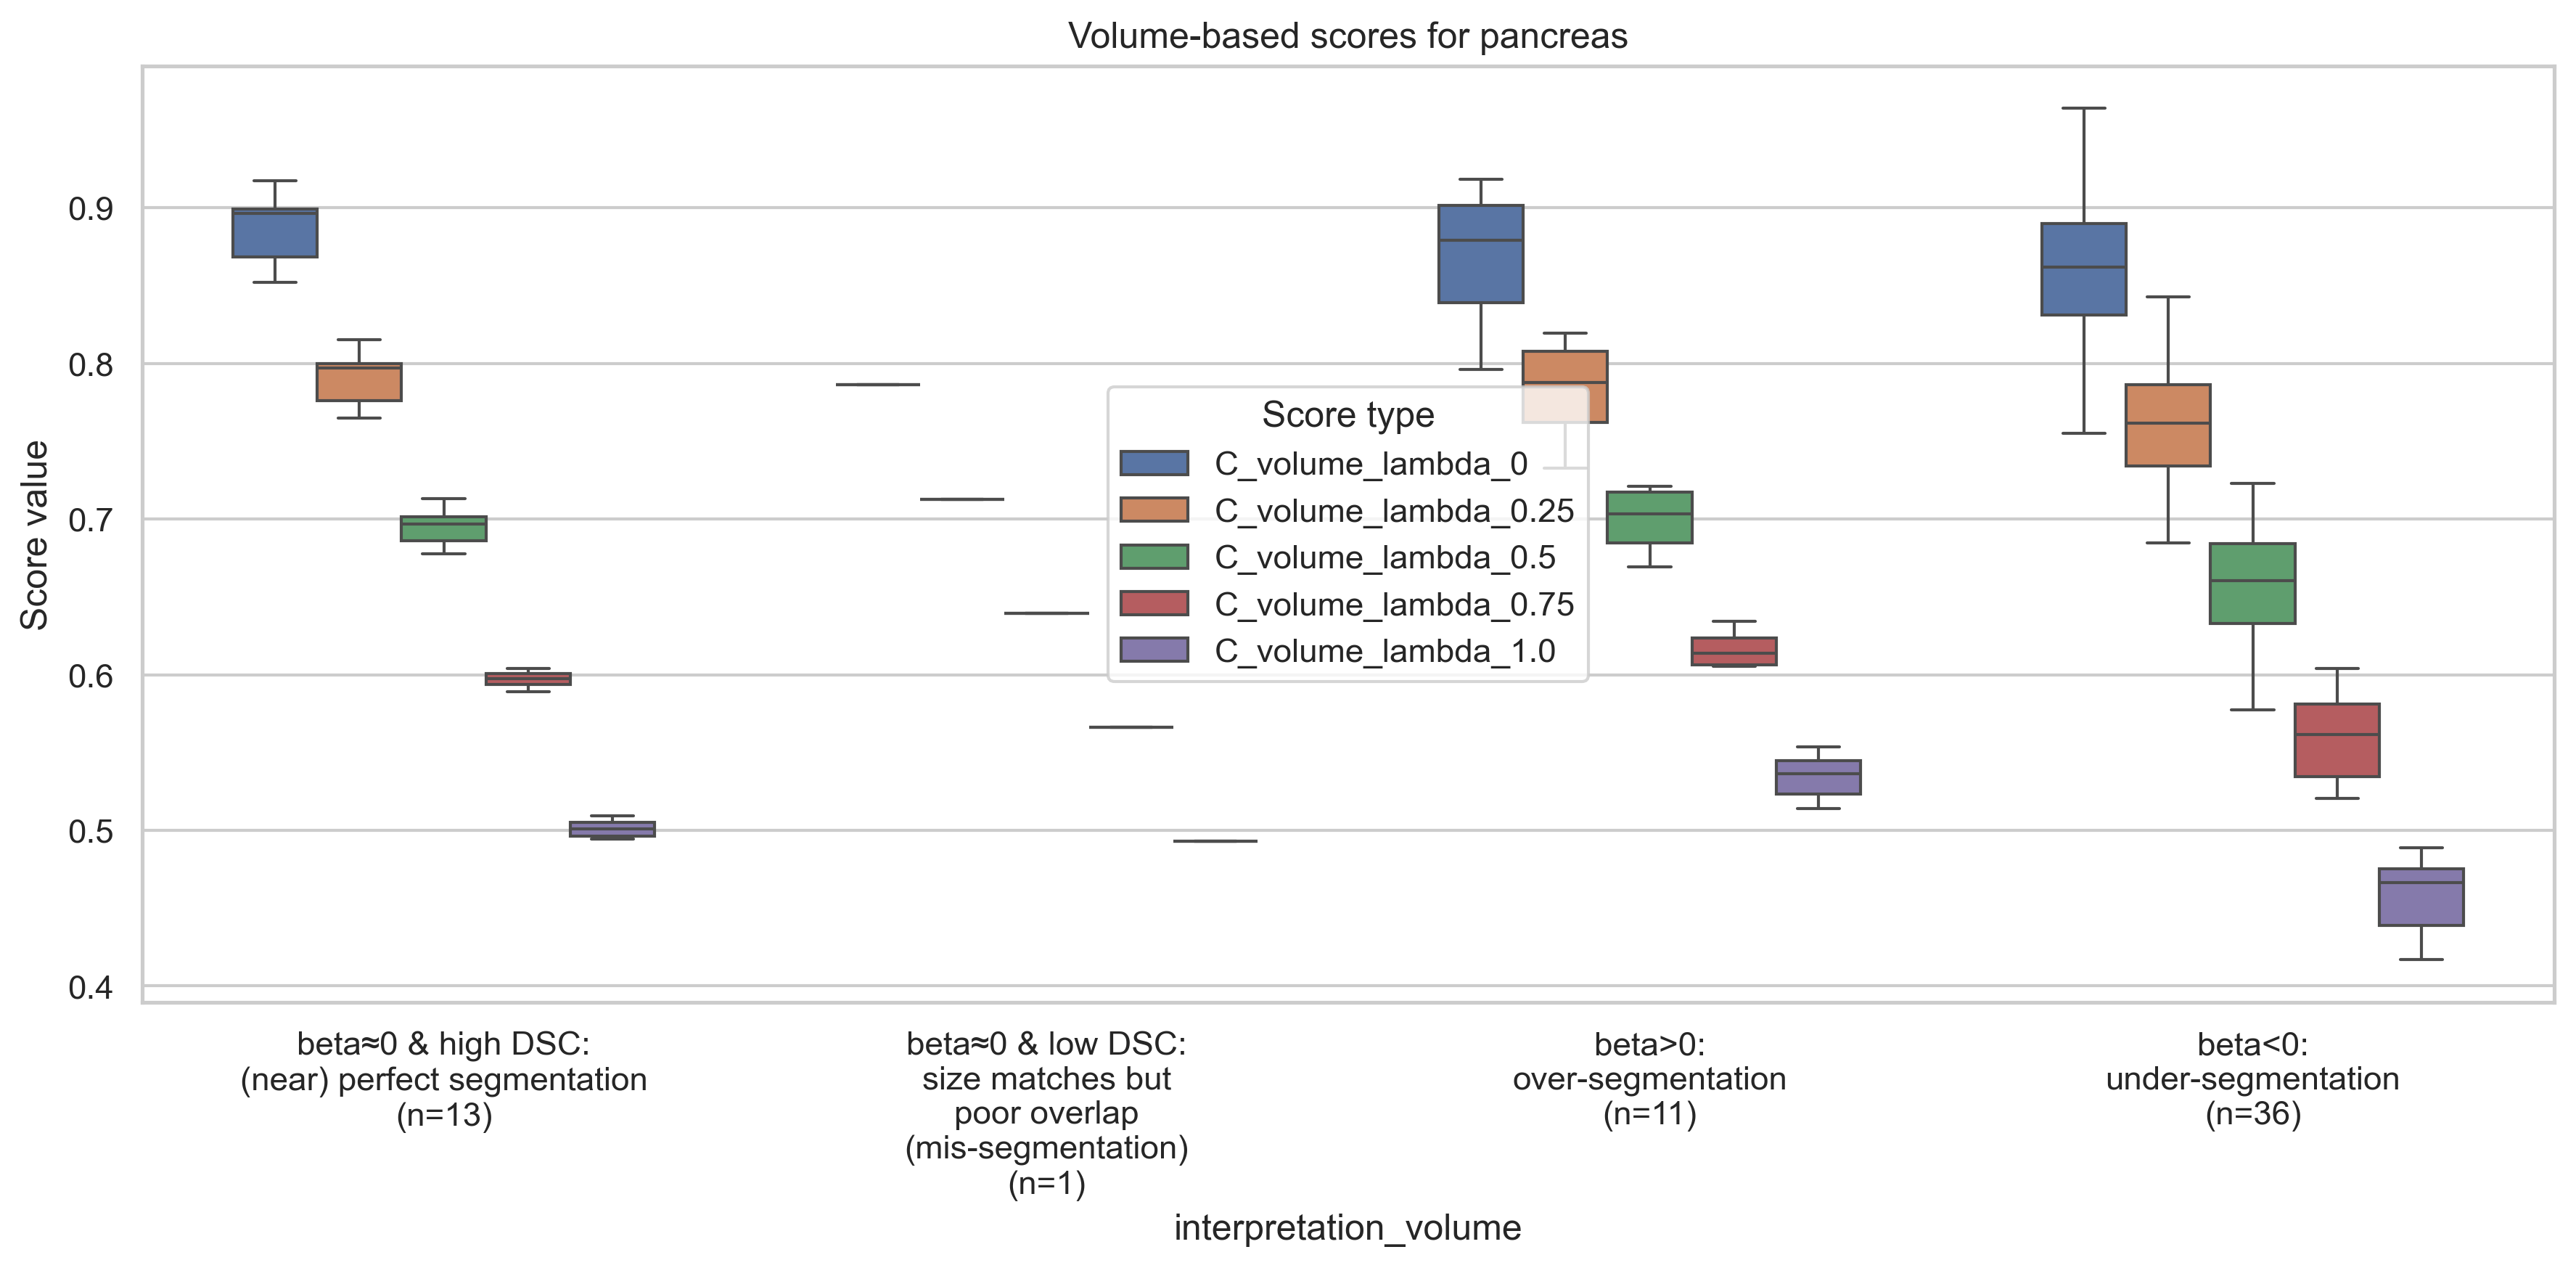 Volume-based scores for pancreas
Score value
0.9
0.8
0.7
0.6
0.5
0.4
Score type
C_volume_lambda_0
C_volume_lambda_0.25
C_volume_lambda_0.5
C_volume_lambda_0.75
C_volume_lambda_1.0
beta≈0 & high DSC:
(near) perfect segmentation
(n=13)
beta≈0 & low DSC:
size matches but
poor overlap
(mis-segmentation)
(n=1)
beta>0:
over-segmentation
(n=11)
beta<0:
under-segmentation
(n=36)
interpretation_volume